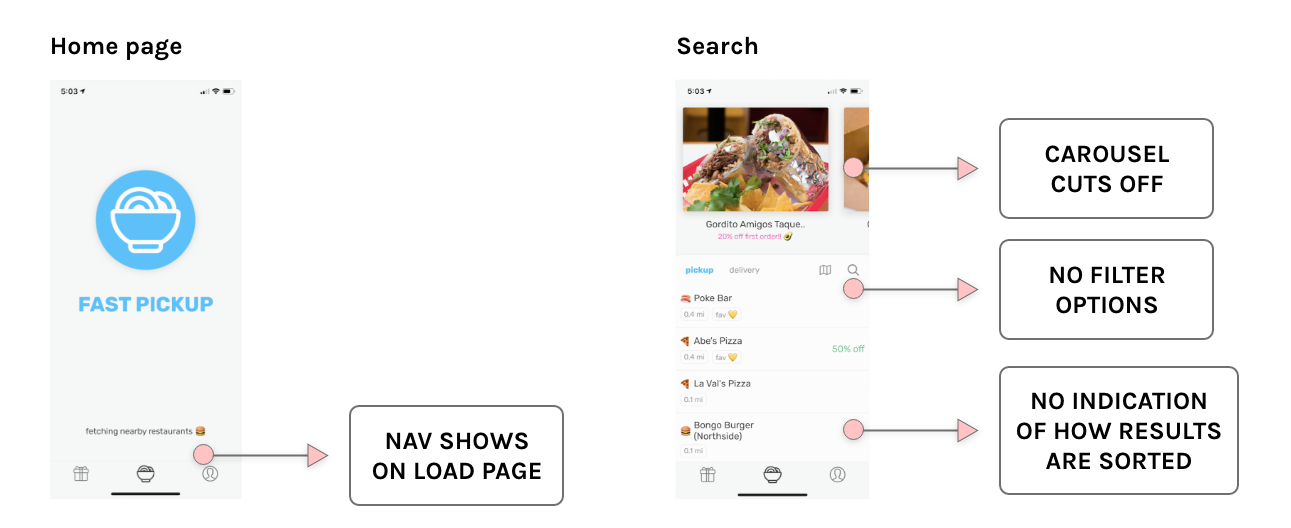 Home page
5:03
FAST PICKUP
fetching nearby restaurants 🍔
NAV SHOWS
ON LOAD PAGE
Search
5:03
Gordito Amigos Taque..
20% off first order!! 🥑
pickup
delivery
Poke Bar
0.4 mi
fav 💛
🍕 Abe's Pizza
0.4 mi
fav 💛
50% off
🍕 La Val's Pizza
0.1 mi
🍔 Bongo Burger
(Northside)
0.1 mi
CAROUSEL
CUTS OFF
NO FILTER
OPTIONS
NO INDICATION
OF HOW RESULTS
ARE SORTED